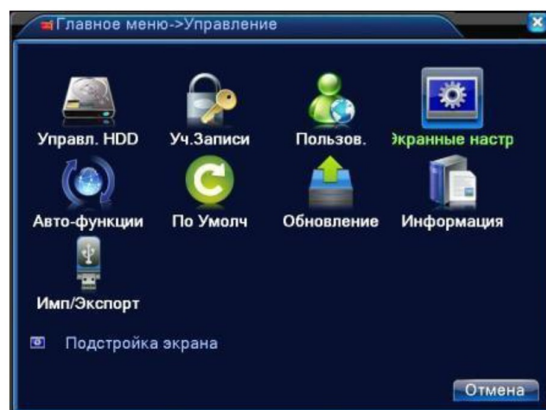 Главное меню->Управление
Управл. HDD Уч.Записи Пользов. Экранные настр
Авто-функции По Умолч Обновление Информация
Имп/Экспорт
Подстройка экрана
Отмена